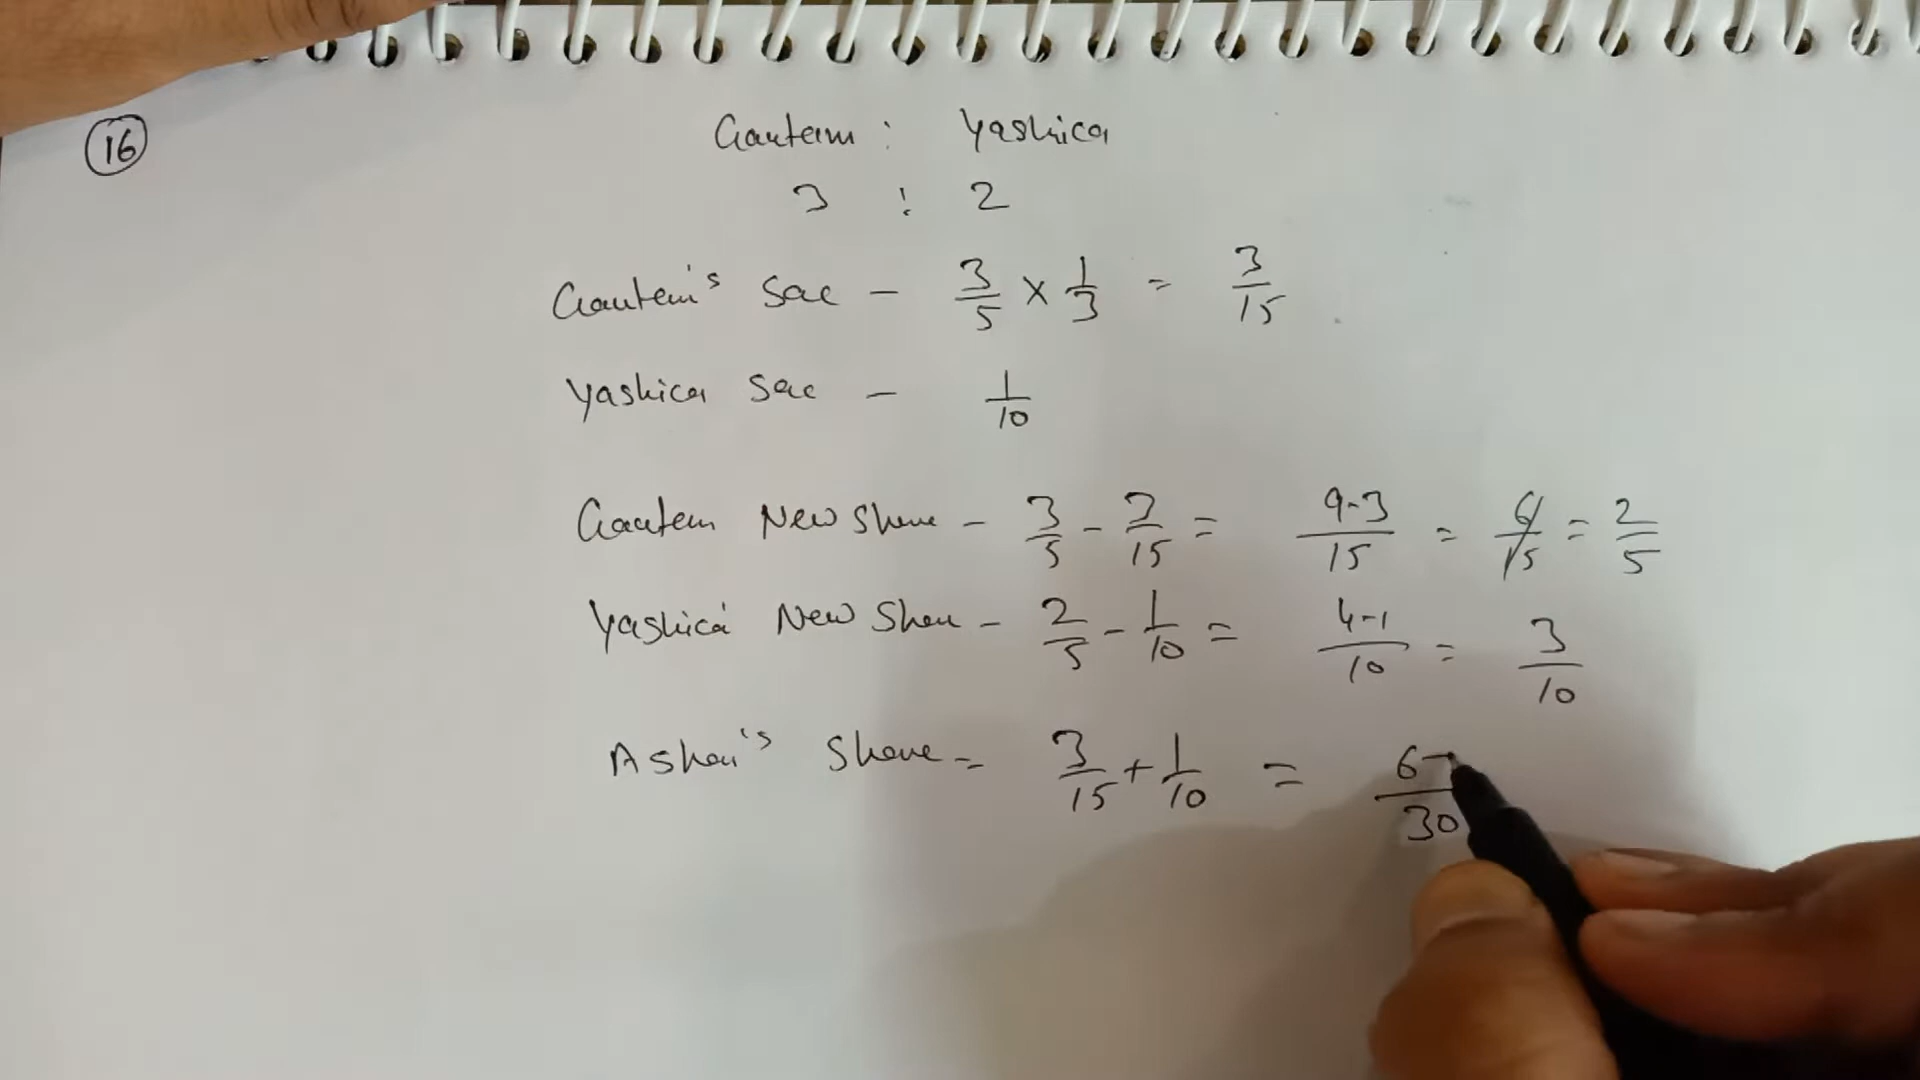 16
Gautam : Yashica
3 : 2
Gautam's Sac - 3/5 × 1/3 = 3/15
Yashica Sac - 1/10
Gautam New Share - 3/5 - 3/15 = 9-3/15 = 6/15 = 2/5
Yashica' New Share - 2/5 - 1/10 = 4-1/10 = 3/10
Asha's Share = 3/15 + 1/10 = 6-/30